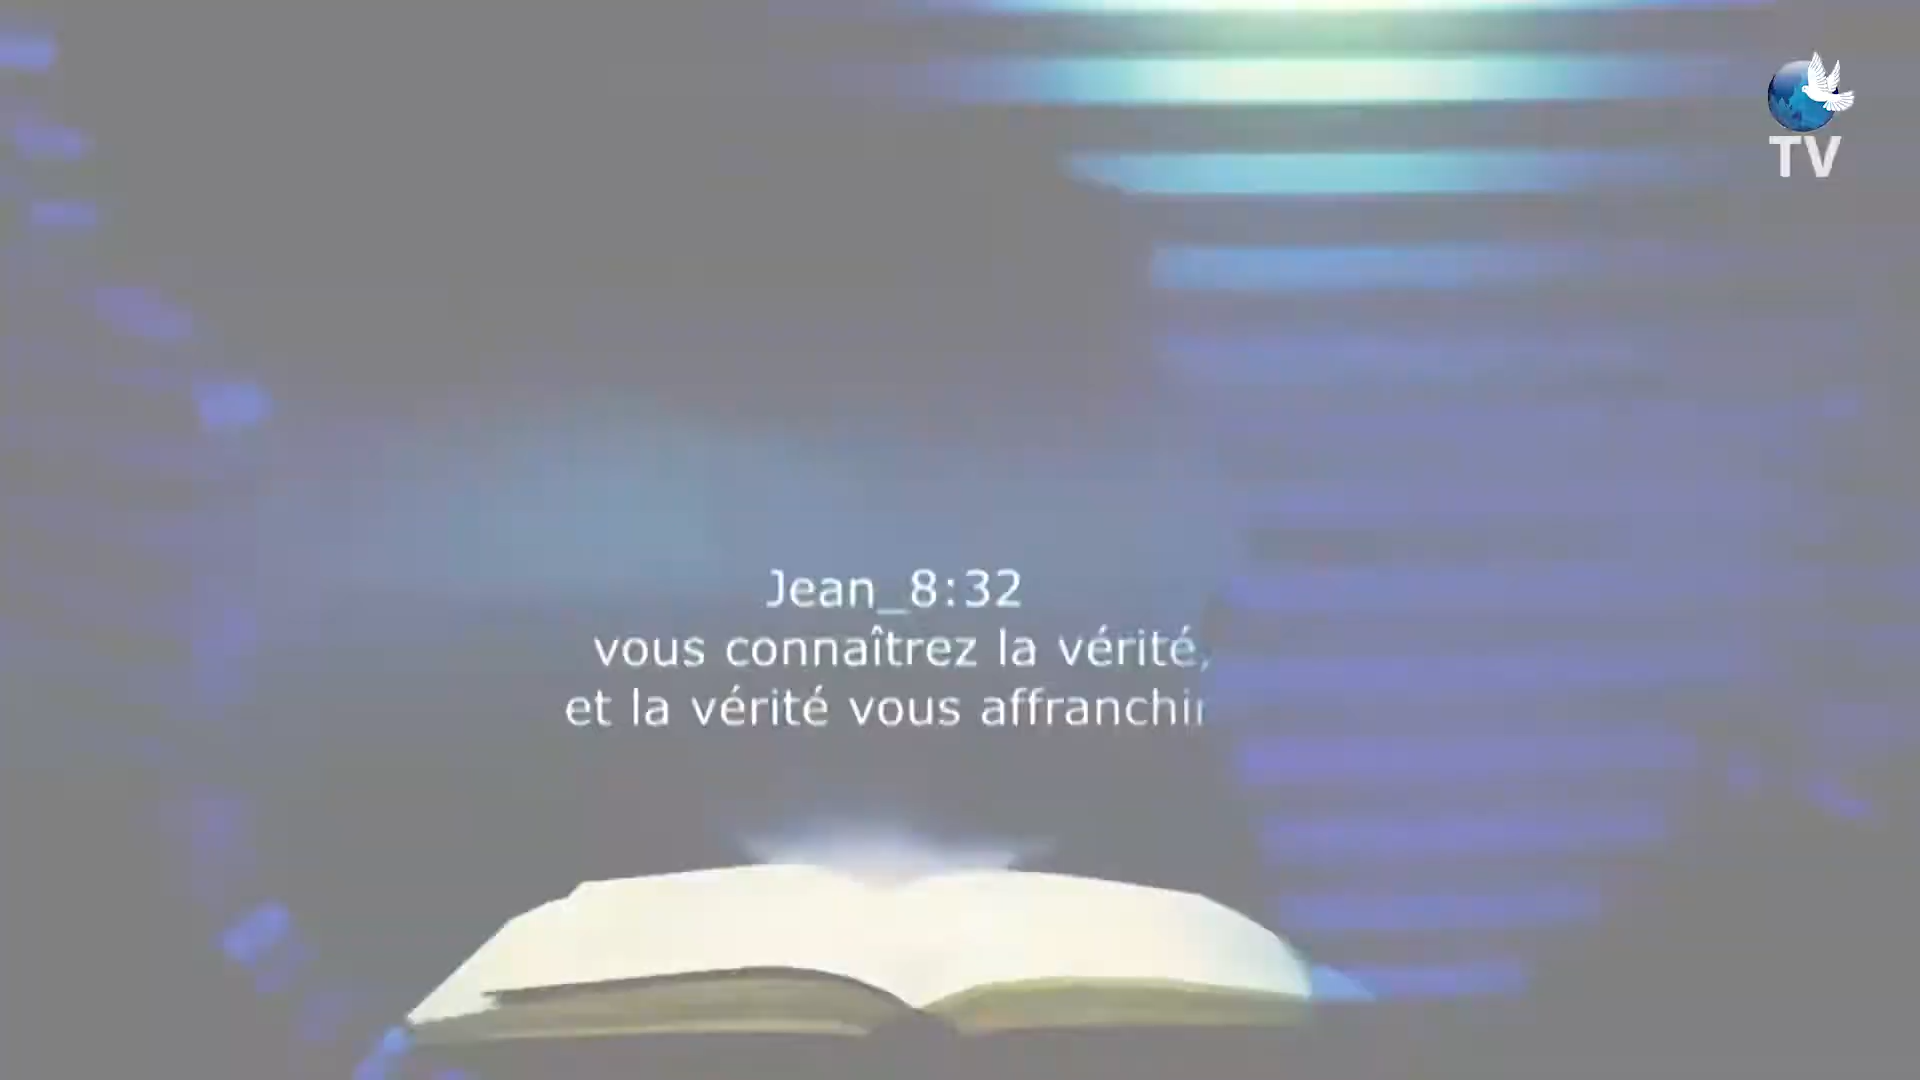 TV
Jean_8:32
vous connaîtrez la vérité,
et la vérité vous affranchir